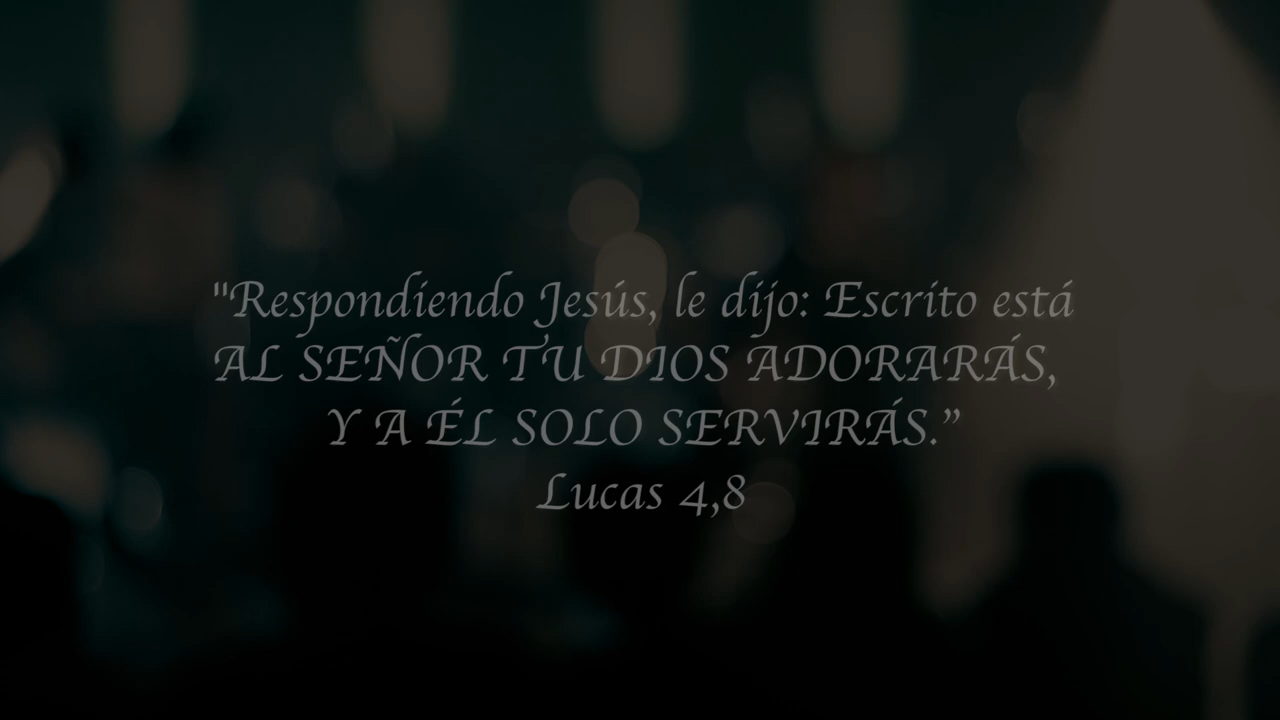 "Respondiendo Jesús, le dijo: Escrito está
AL SEÑOR TU DIOS ADORARÁS,
Y A ÉL SOLO SERVIRÁS.”
Lucas 4,8